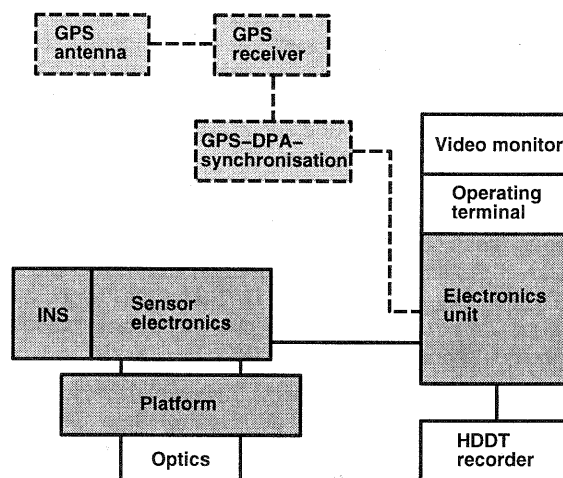 GPS
antenna
GPS
receiver
GPS-DPA-
synchronisation
Video monitor
Operating
terminal
INS
Sensor
electronics
Electronics
unit
Platform
Optics
HDDT
recorder